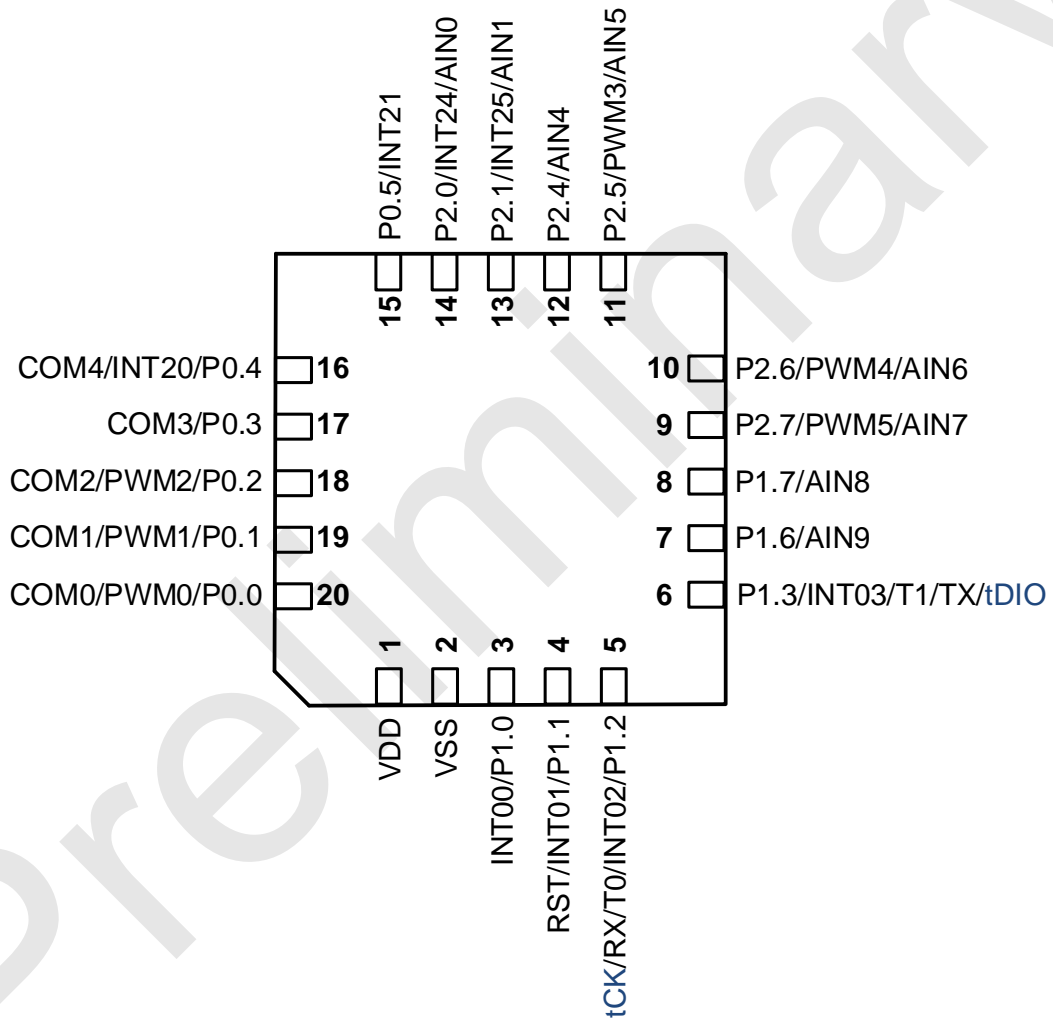 P0.5/INT21
P2.0/INT24/AIN0
P2.1/INT25/AIN1
P2.4/AIN4
P2.5/PWM3/AIN5
15
14
13
12
11
COM4/INT20/P0.4
16
COM3/P0.3
17
COM2/PWM2/P0.2
18
COM1/PWM1/P0.1
19
COM0/PWM0/P0.0
20
10
P2.6/PWM4/AIN6
9
P2.7/PWM5/AIN7
8
P1.7/AIN8
7
P1.6/AIN9
6
P1.3/INT03/T1/TX/tDIO
1
2
3
4
5
VDD
VSS
INT00/P1.0
RST/INT01/P1.1
tCK/RX/T0/INT02/P1.2
Preliminary